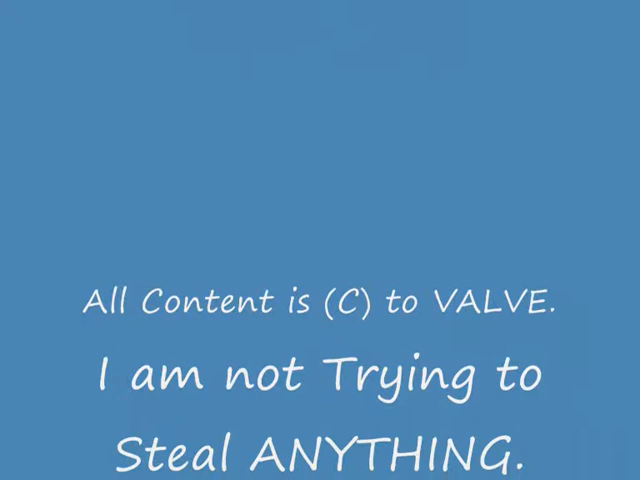 All Content is (C) to VALVE.
I am not Trying to
Steal ANYTHING.